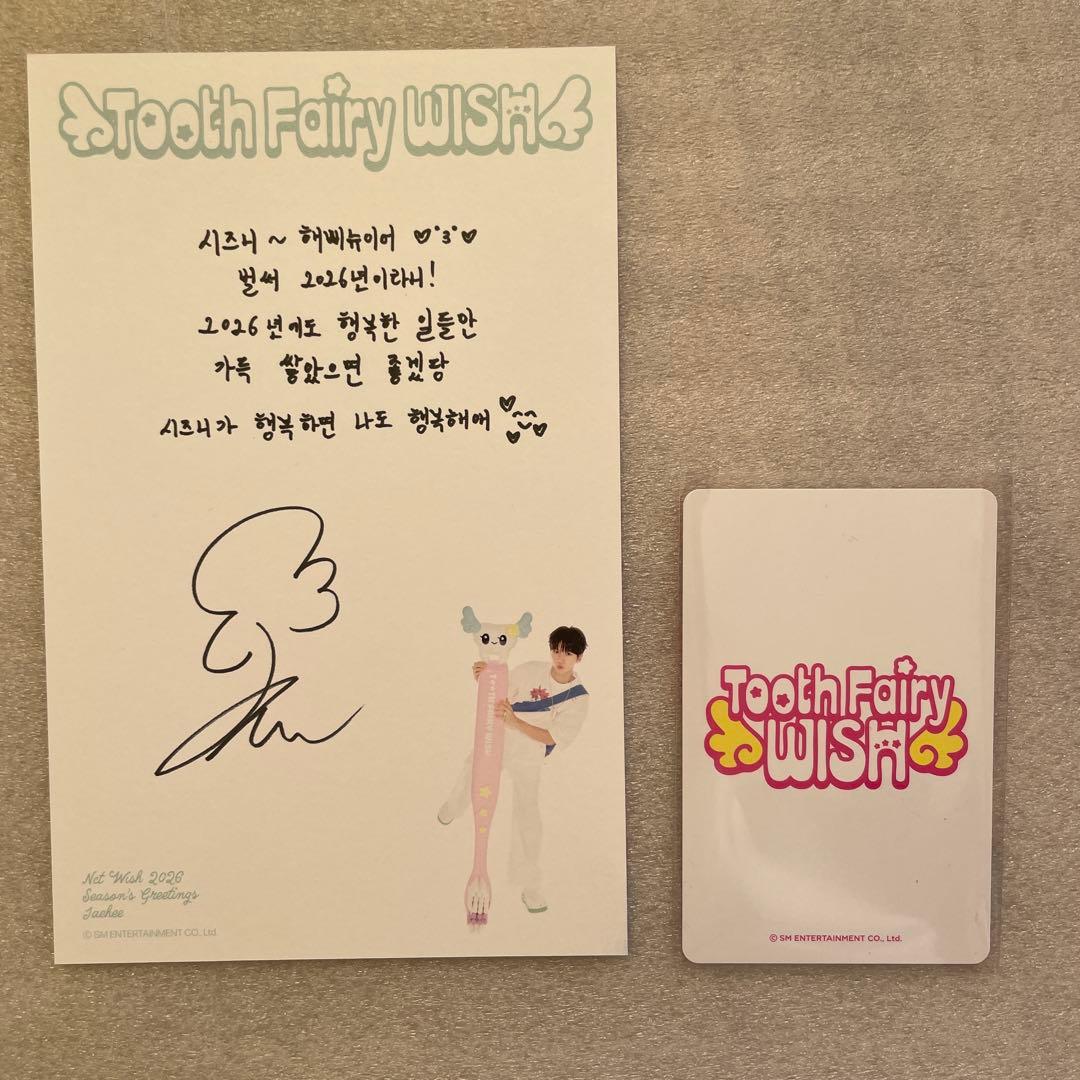 Tooth Fairy WISH
시즈니 ~ 해삐뉴이어 ♡°3°♡
벌써 2026년이라니!
2026년에도 행복한 일들만
가득 쌓았으면 좋겠당
시즈니가 행복하면 나도 행복해애
Tooth Fairy WISH
Nct Wish 2026
Season's Greetings
Jaehee
© SM ENTERTAINMENT CO., Ltd.
Tooth Fairy
WISH
© SM ENTERTAINMENT CO., Ltd.